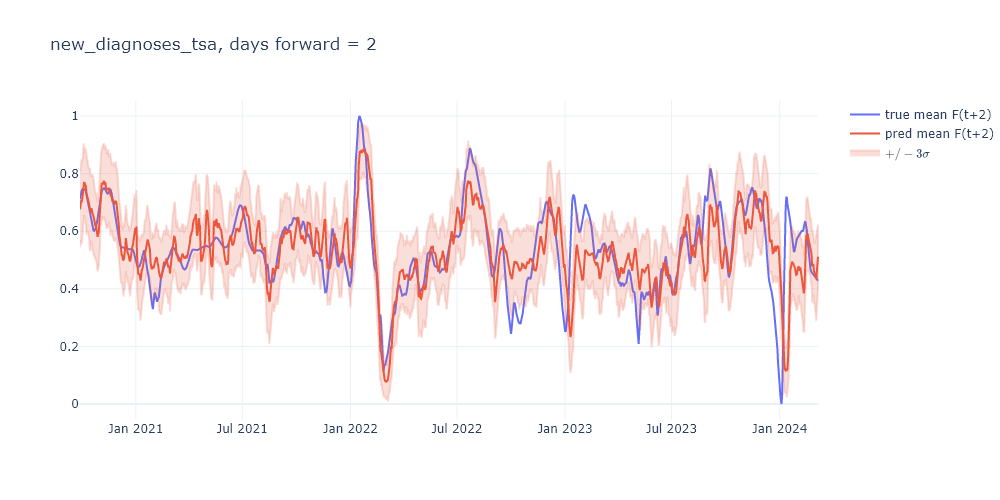 new_diagnoses_tsa, days forward = 2
true mean F(t+2)
pred mean F(t+2)
+/ − 3σ
1
0.8
0.6
0.4
0.2
0
Jan 2021
Jul 2021
Jan 2022
Jul 2022
Jan 2023
Jul 2023
Jan 2024